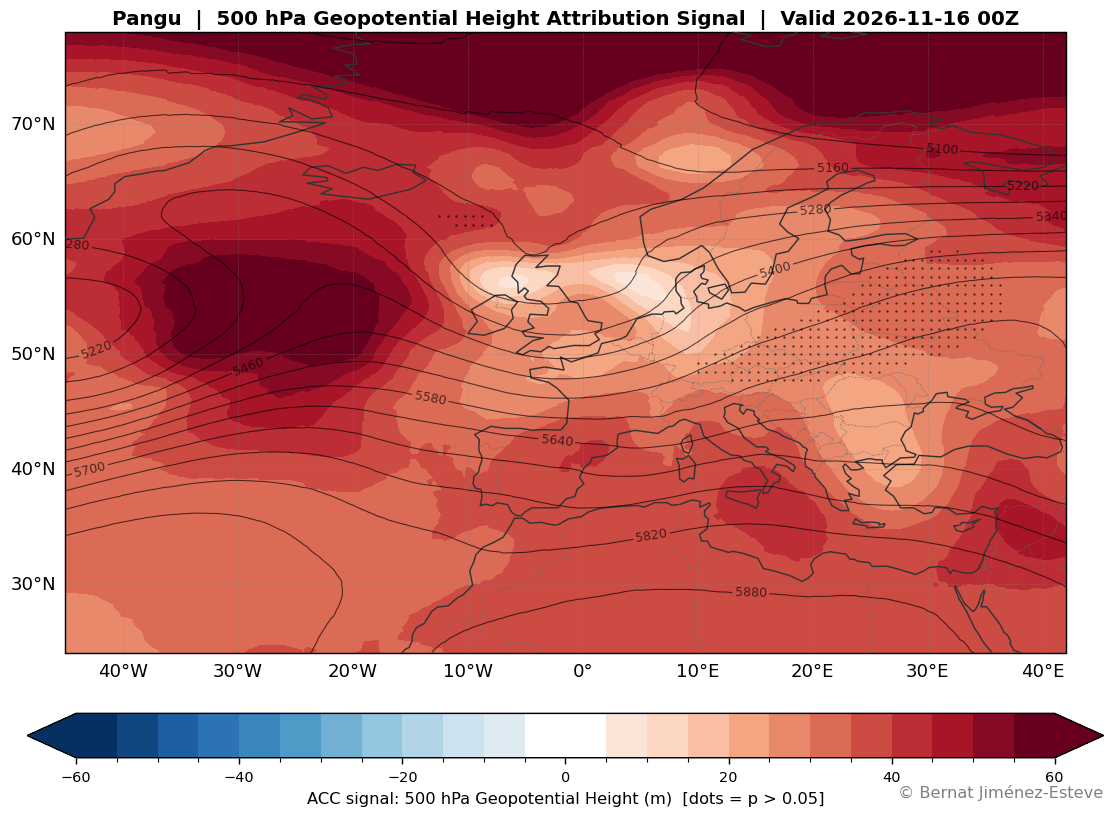 Pangu | 500 hPa Geopotential Height Attribution Signal | Valid 2026-11-16 00Z
70°N
60°N
50°N
40°N
30°N
5100
5160
5220
5280
5340
280
5400
5220
5460
5580
5640
5700
5820
5880
40°W 30°W 20°W 10°W 0° 10°E 20°E 30°E 40°E
−60 −40 −20 0 20 40 60
ACC signal: 500 hPa Geopotential Height (m) [dots = p > 0.05]
© Bernat Jiménez-Esteve